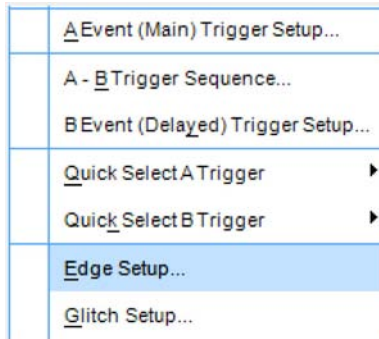 A Event (Main) Trigger Setup...
A - B Trigger Sequence...
B Event (Delayed) Trigger Setup...
Quick Select A Trigger
Quick Select B Trigger
Edge Setup...
Glitch Setup...